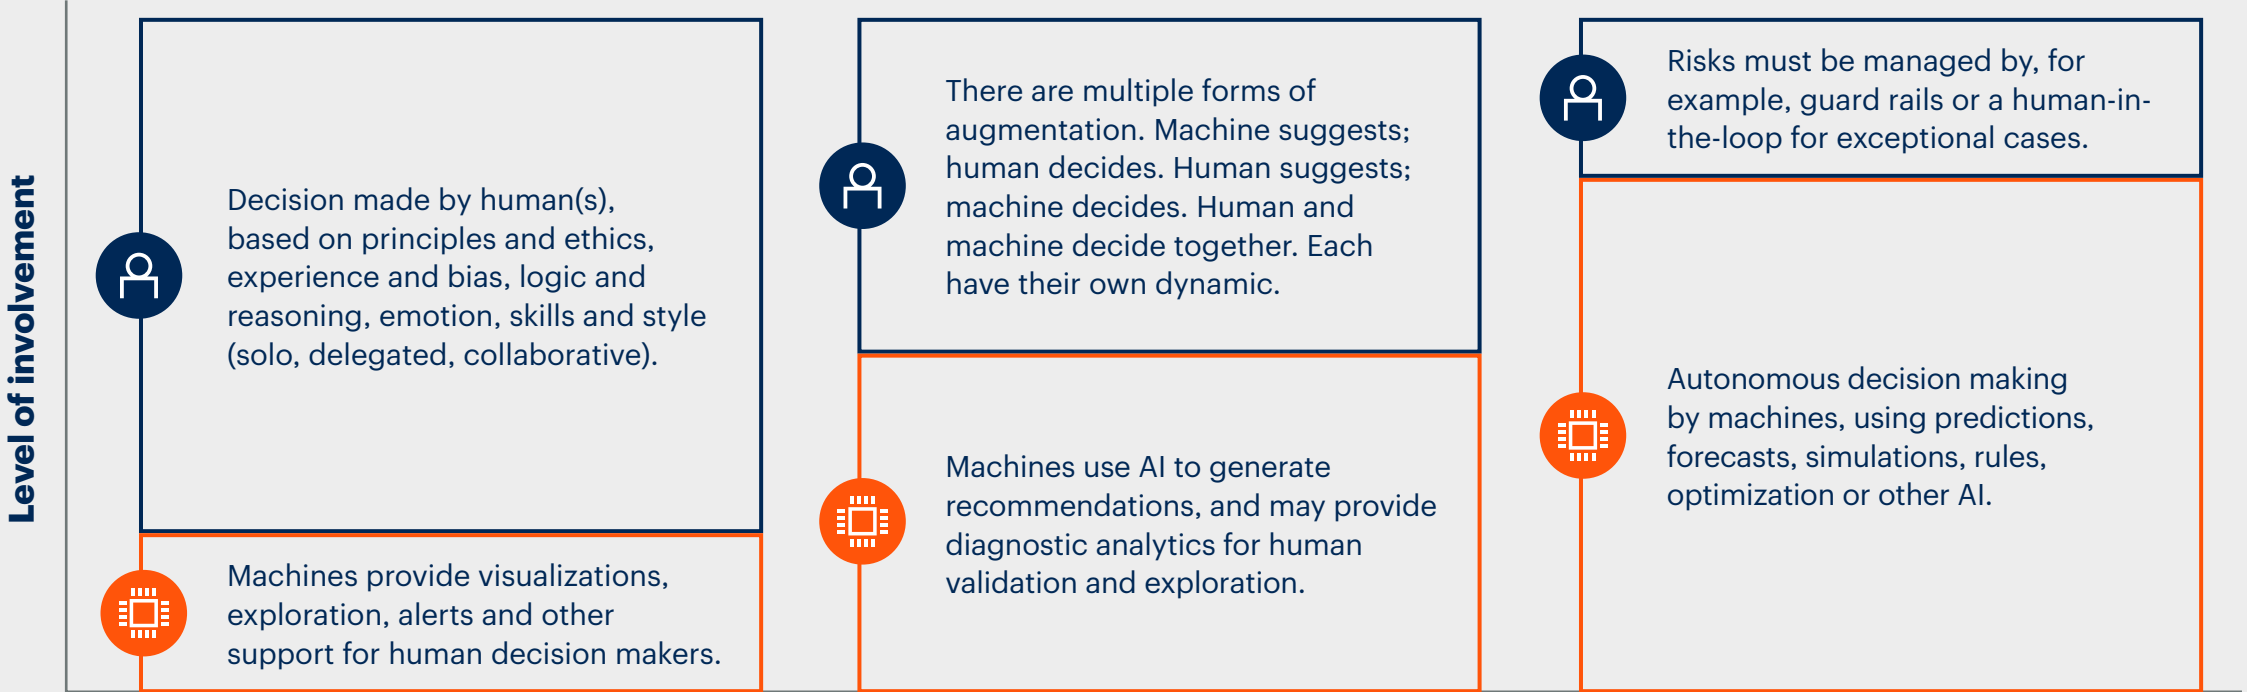 Level of involvement
Decision made by human(s),
based on principles and ethics,
experience and bias, logic and
reasoning, emotion, skills and style
(solo, delegated, collaborative).
Machines provide visualizations,
exploration, alerts and other
support for human decision makers.
There are multiple forms of
augmentation. Machine suggests;
human decides. Human suggests;
machine decides. Human and
machine decide together. Each
have their own dynamic.
Machines use AI to generate
recommendations, and may provide
diagnostic analytics for human
validation and exploration.
Risks must be managed by, for
example, guard rails or a human-in-
the-loop for exceptional cases.
Autonomous decision making
by machines, using predictions,
forecasts, simulations, rules,
optimization or other AI.